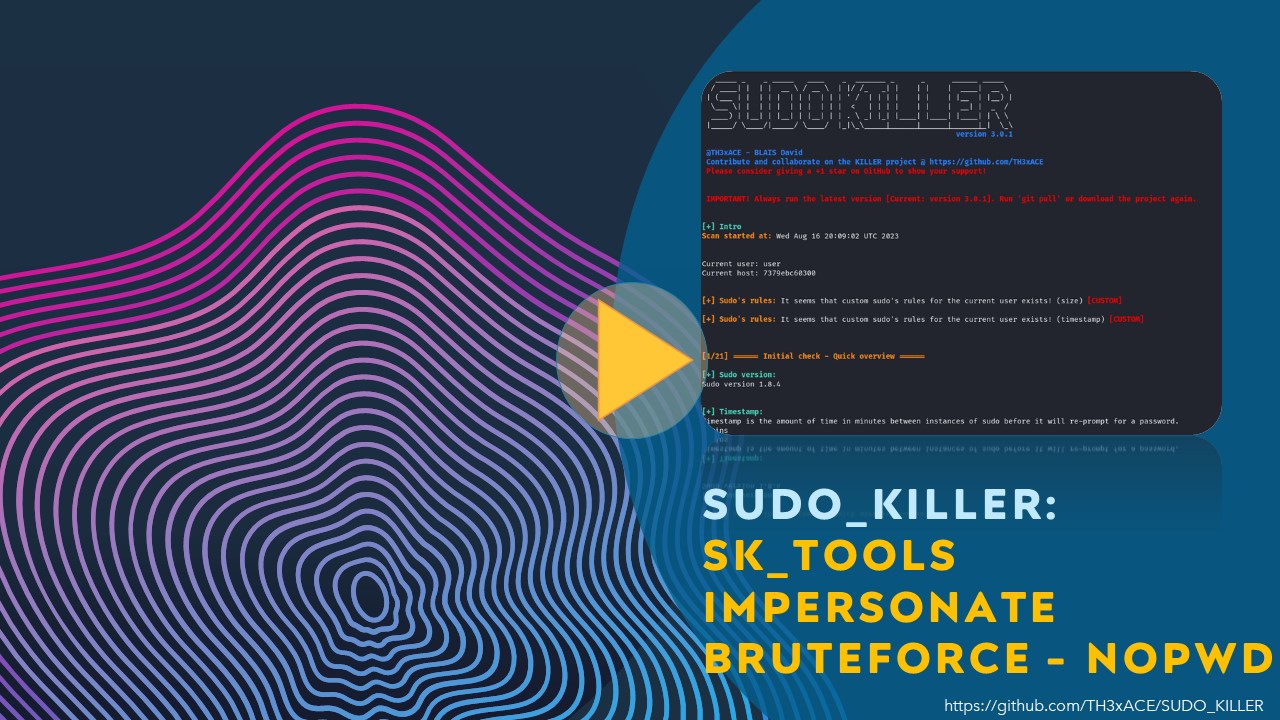 SUDOKILLER
version 3.0.1
@TH3xACE - BLAIS David
Contribute and collaborate on the KILLER project @ https://github.com/TH3xACE
Please consider giving a +1 star on GitHub to show your support!
IMPORTANT! Always run the latest version [Current: version 3.0.1]. Run 'git pull' or download the project again.
[+] Intro
Scan started at: Wed Aug 16 20:09:02 UTC 2023
Current user: user
Current host: 7379ebc60300
[+] Sudo's rules: It seems that custom sudo's rules for the current user exists! (size) [CUSTOM]
[+] Sudo's rules: It seems that custom sudo's rules for the current user exists! (timestamp) [CUSTOM]
[1/21] ====== Initial check - Quick overview ======
[+] Sudo version:
Sudo version 1.8.4
[+] Timestamp:
Timestamp is the amount of time in minutes between instances of sudo before it will re-prompt for a password.
SUDO_KILLER:
SK_TOOLS
IMPERSONATE
BRUTEFORCE - NOPWD
https://github.com/TH3xACE/SUDO_KILLER